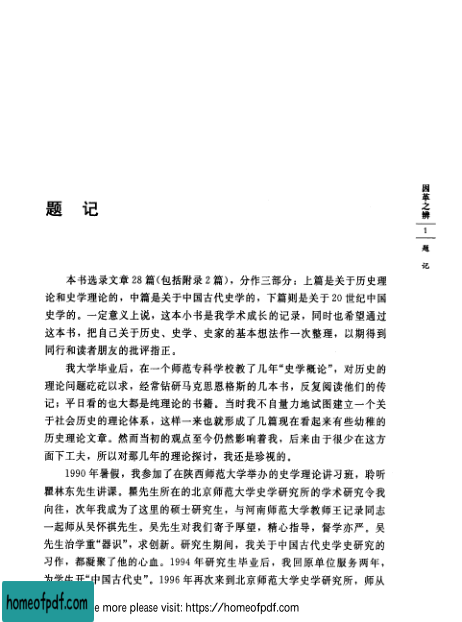 因革之辨
1
题记
题 记
本书选录文章28篇(包括附录2篇),分作三部分:上篇是关于历史理
论和史学理论的,中篇是关于中国古代史学的,下篇则是关于20世纪中国
史学的。一定意义上说,这本小书是我学术成长的记录,同时也希望通过
这本书,把自己关于历史、史学、史家的基本想法作一次整理,以期得到
同行和读者朋友的批评指正。
我大学毕业后,在一个师范专科学校教了几年“史学概论”,对历史的
理论问题矻矻以求,经常钻研马克思恩格斯的几本书,反复阅读他们的传
记;平日看的也大都是纯理论的书籍。当时我不自量力地试图建立一个关
于社会历史的理论体系,这样一来也就形成了几篇现在看起来有些幼稚的
历史理论文章。然而当初的观点至今仍然影响着我,后来由于很少在这方
面下工夫,所以对那几年的理论探讨,我还是珍视的。
1990年暑假,我参加了在陕西师范大学举办的史学理论讲习班,聆听
瞿林东先生讲课。瞿先生所在的北京师范大学史学研究所的学术研究令我
向往,次年我成为了这里的硕士研究生,与河南师范大学教师王记录同志
一起师从吴怀祺先生。吴先生对我们寄予厚望,精心指导,督学亦严。吴
先生治学重“器识”,求创新。研究生期间,我关于中国古代史学史研究的
习作,都凝聚了他的心血。1994年研究生毕业后,我回原单位服务两年,
为学生开“中国古代史”。1996年再次来到北京师范大学史学研究所,师从
homeofpdf.com
e more please visit: https://homeofpdf.com